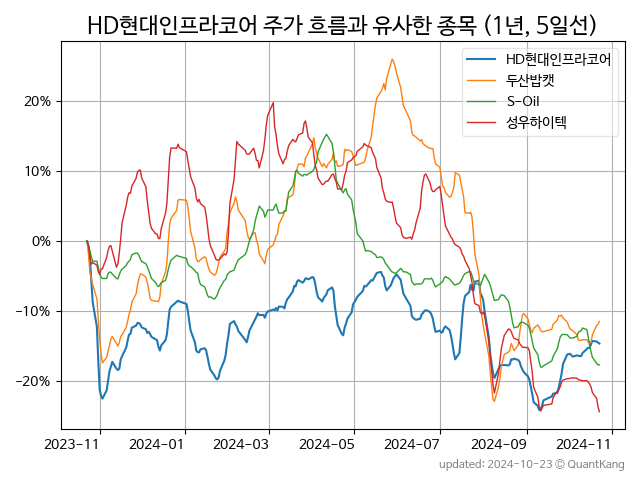 HD현대인프라코어 주가 흐름과 유사한 종목 (1년, 5일선)
HD현대인프라코어
두산밥캣
S-Oil
성우하이텍
20%
10%
0%
−10%
−20%
2023-11 2024-01 2024-03 2024-05 2024-07 2024-09 2024-11
updated: 2024-10-23 © QuantKang